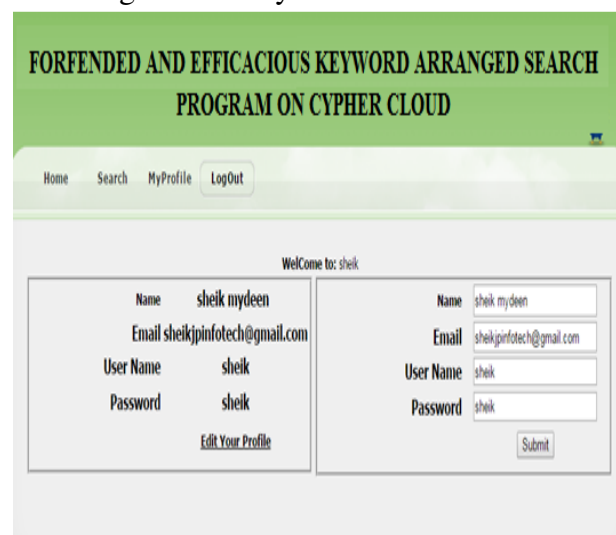 FORFENDED AND EFFICACIOUS KEYWORD ARRANGED SEARCH
PROGRAM ON CYPHER CLOUD
Home Search MyProfile LogOut
WelCome to: sheik
Name sheik mydeen
Email sheikjpinfotech@gmail.com
User Name sheik
Password sheik
Edit Your Profile
Name sheik mydeen
Email sheikjpinfotech@gmail.com
User Name sheik
Password sheik
Submit